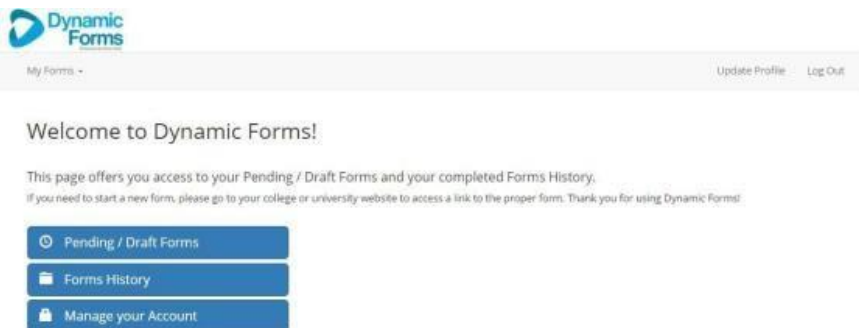 Dynamic
Forms
My Forms
Update Profile
Log Out
Welcome to Dynamic Forms!
This page offers you access to your Pending / Draft Forms and your completed Forms History.
If you need to start a new form, please go to your college or university website to access a link to the proper form. Thank you for using Dynamic Forms!
Pending / Draft Forms
Forms History
Manage your Account